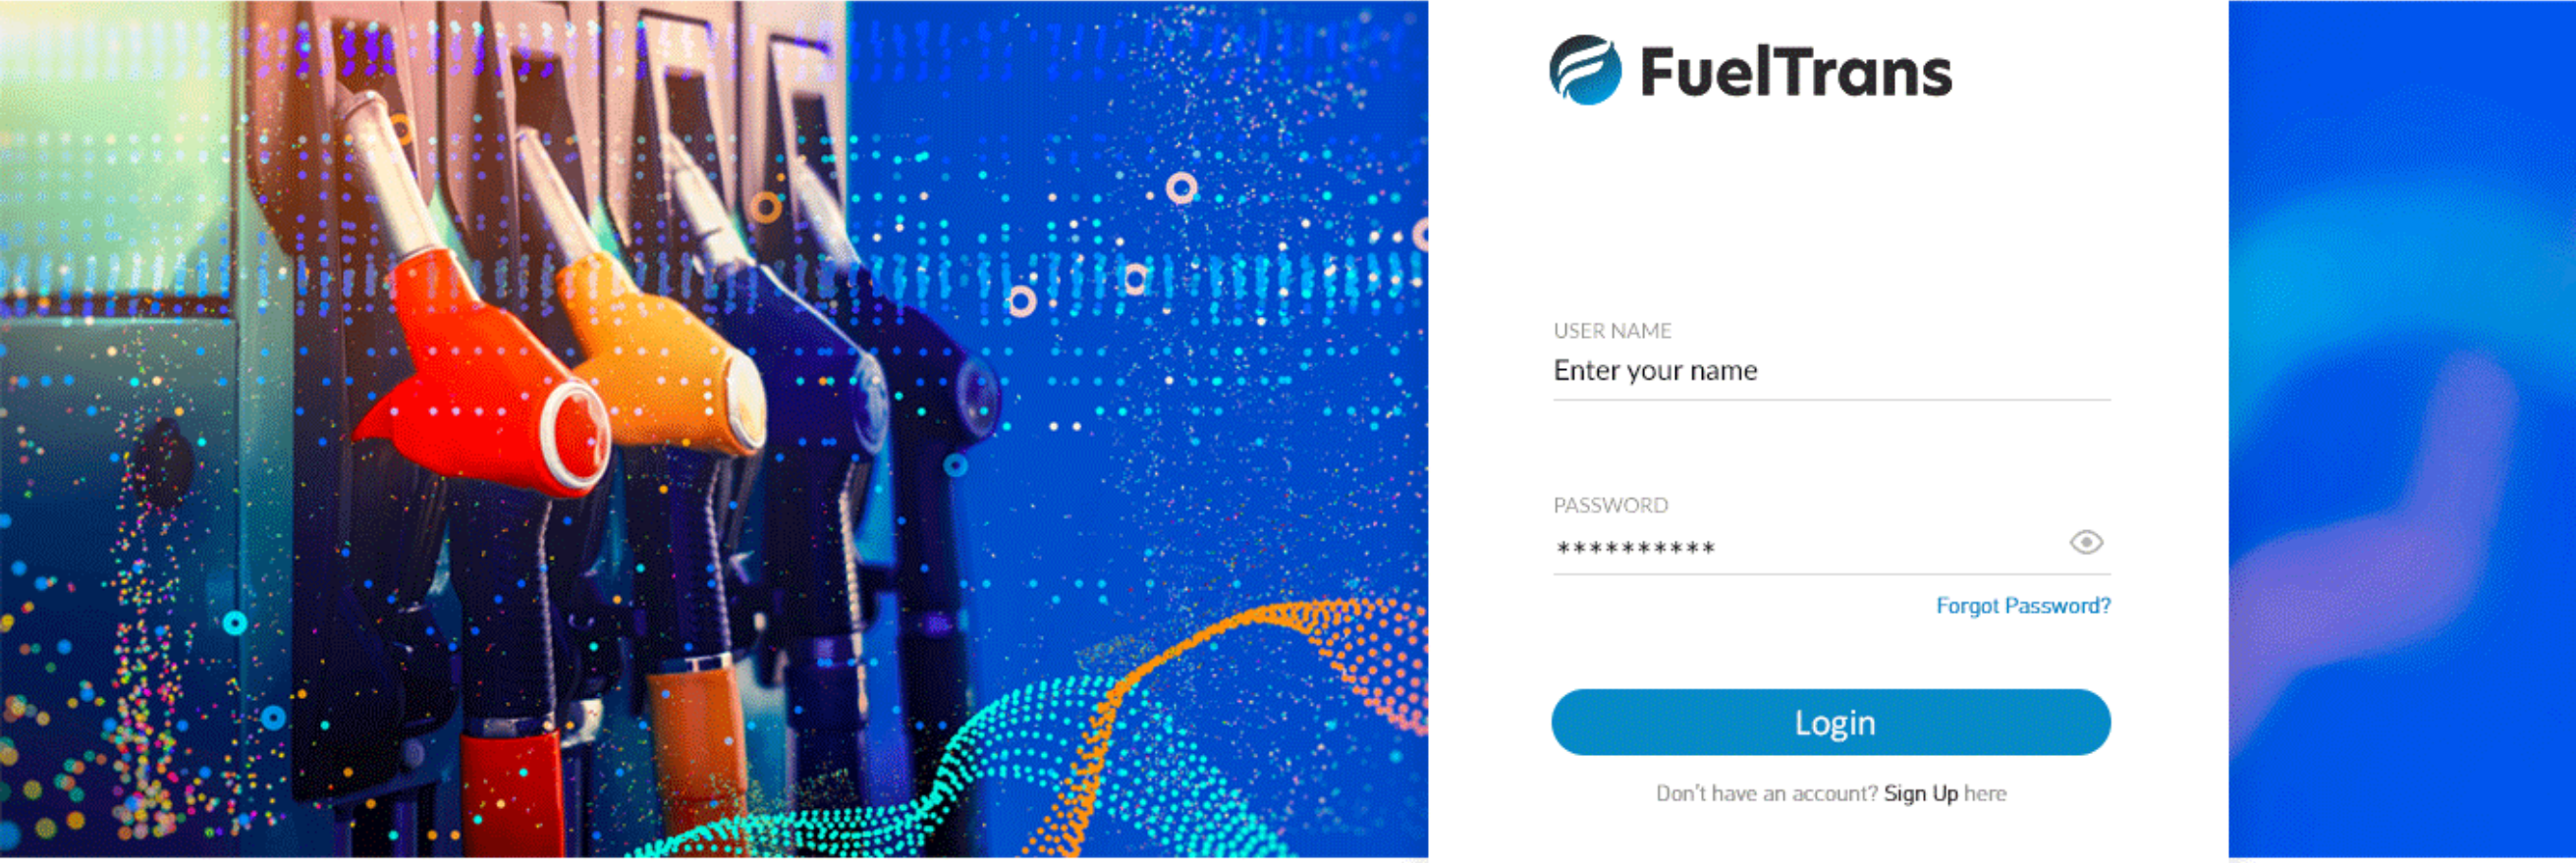 FuelTrans
USER NAME
Enter your name
PASSWORD
**********
Forgot Password?
Login
Don't have an account? Sign Up here